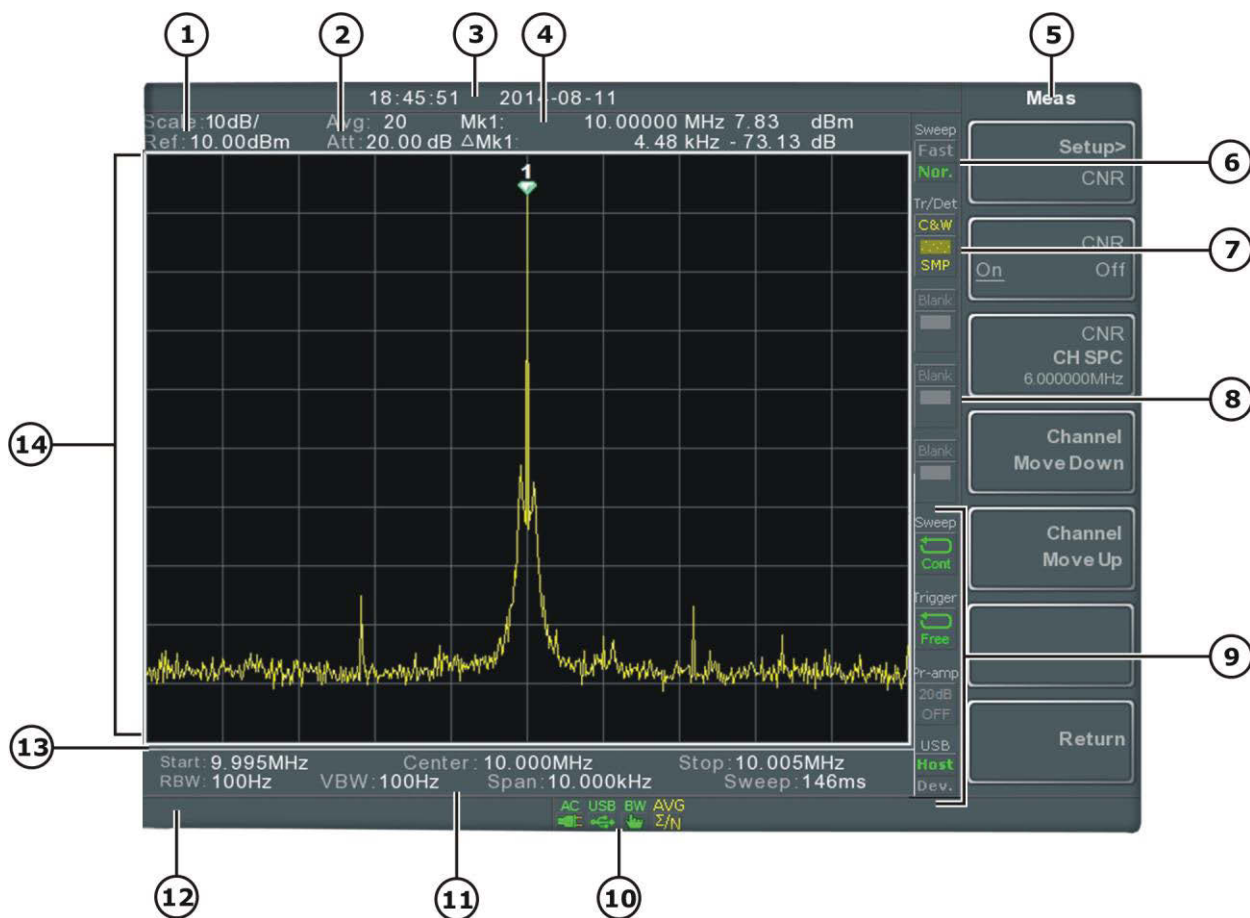 1 2 3 4 5
18:45:51 2014-08-11
Meas
Scale:10dB/ Avg: 20 Mk1: 10.00000 MHz 7.83 dBm
Ref:10.00dBm Att:20.00 dB ΔMk1: 4.48 kHz - 73.13 dB
1
Sweep
Fast
Nor.
6
Tr/Det
C&W
SMP
7
Blank
Blank
8
Blank
Sweep
Cont
Trigger
Free
9
Pr-amp
20dB
OFF
USB
Host
Dev.
Setup>
CNR
CNR
On Off
CNR
CH SPC
6.000000MHz
Channel
Move Down
Channel
Move Up
Return
14
13
Start:9.995MHz Center:10.000MHz Stop:10.005MHz
RBW:100Hz VBW:100Hz Span:10.000kHz Sweep:146ms
AC USB BW AVG
Σ/N
12 11 10